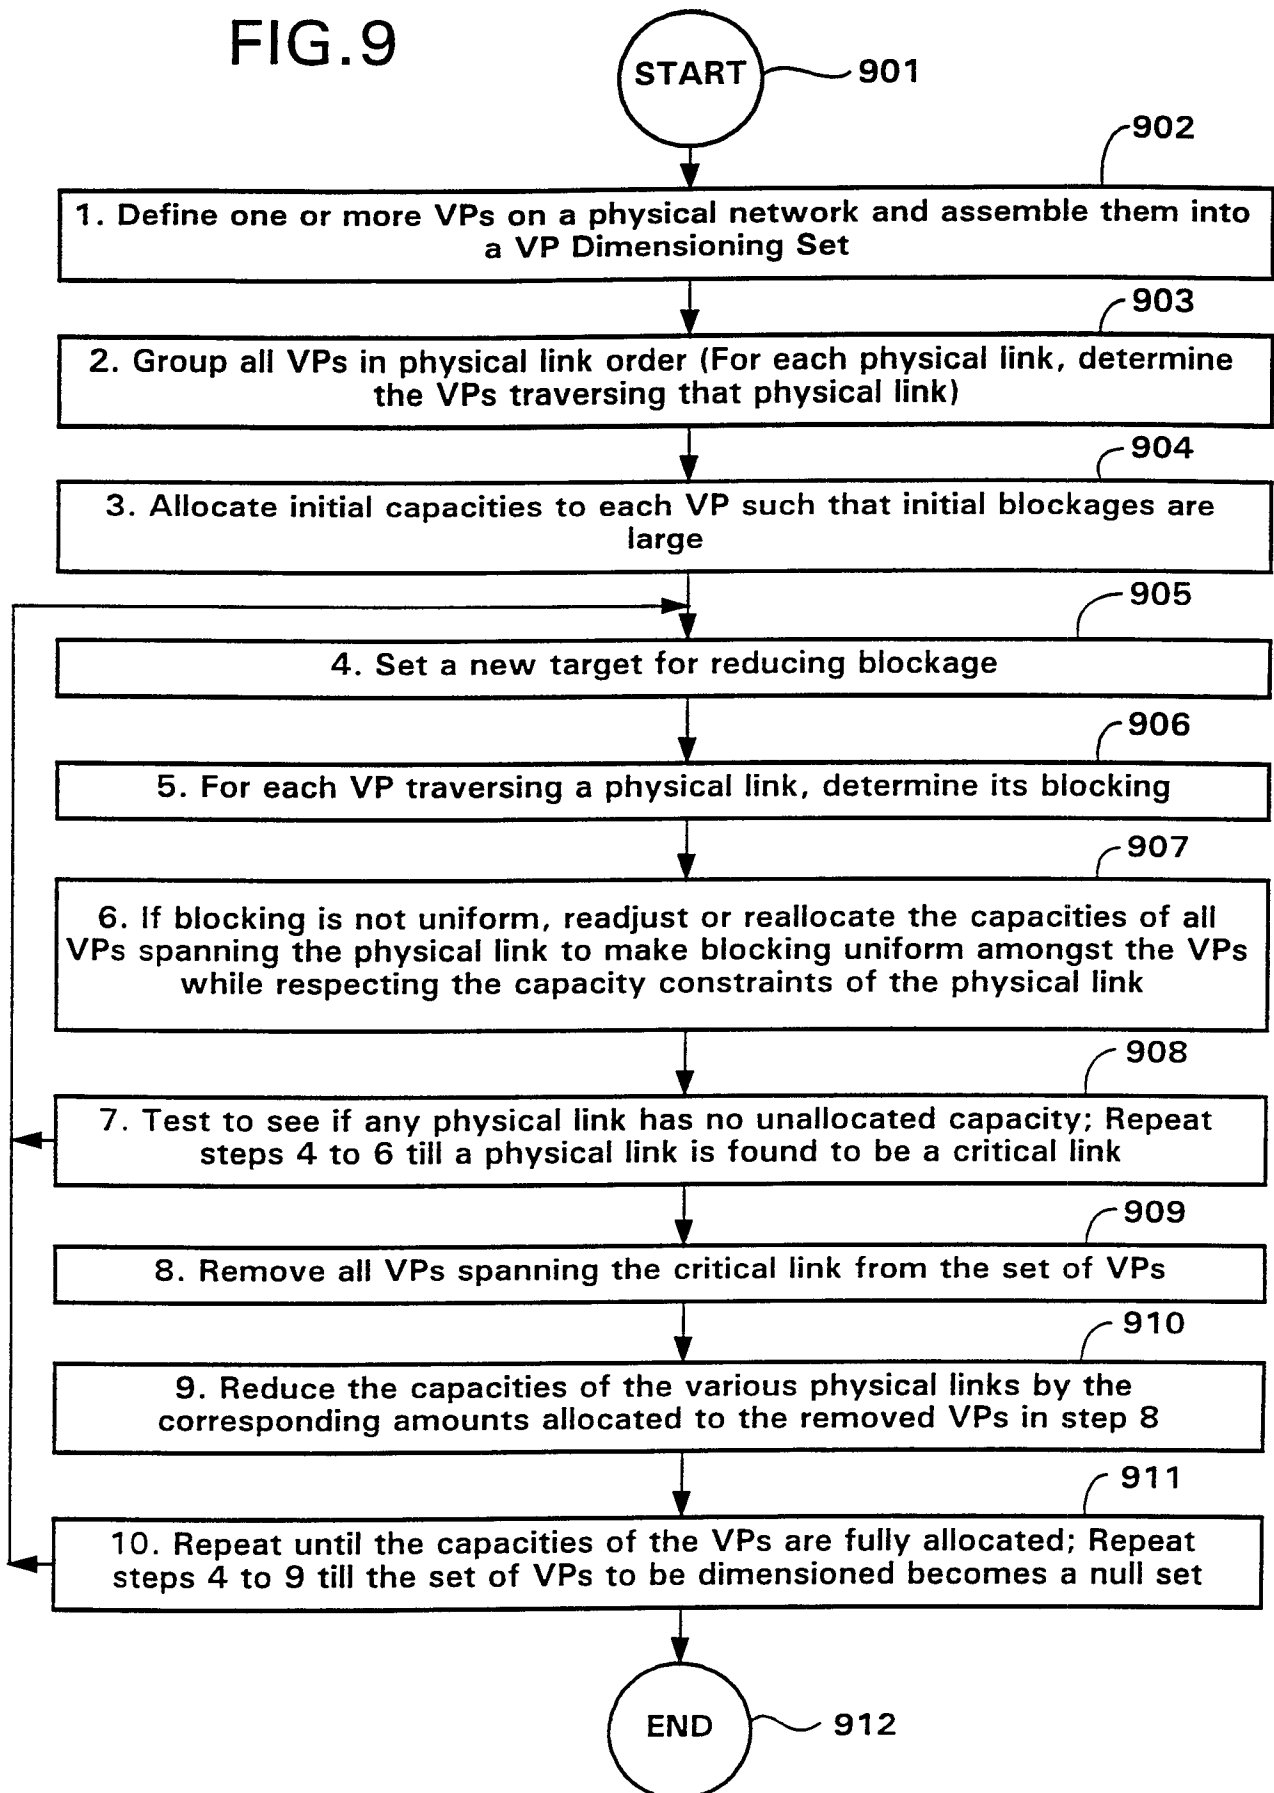 FIG.9
START
901
902
1. Define one or more VPs on a physical network and assemble them into
a VP Dimensioning Set
903
2. Group all VPs in physical link order (For each physical link, determine
the VPs traversing that physical link)
904
3. Allocate initial capacities to each VP such that initial blockages are
large
905
4. Set a new target for reducing blockage
906
5. For each VP traversing a physical link, determine its blocking
907
6. If blocking is not uniform, readjust or reallocate the capacities of all
VPs spanning the physical link to make blocking uniform amongst the VPs
while respecting the capacity constraints of the physical link
908
7. Test to see if any physical link has no unallocated capacity; Repeat
steps 4 to 6 till a physical link is found to be a critical link
909
8. Remove all VPs spanning the critical link from the set of VPs
910
9. Reduce the capacities of the various physical links by the
corresponding amounts allocated to the removed VPs in step 8
911
10. Repeat until the capacities of the VPs are fully allocated; Repeat
steps 4 to 9 till the set of VPs to be dimensioned becomes a null set
END
912